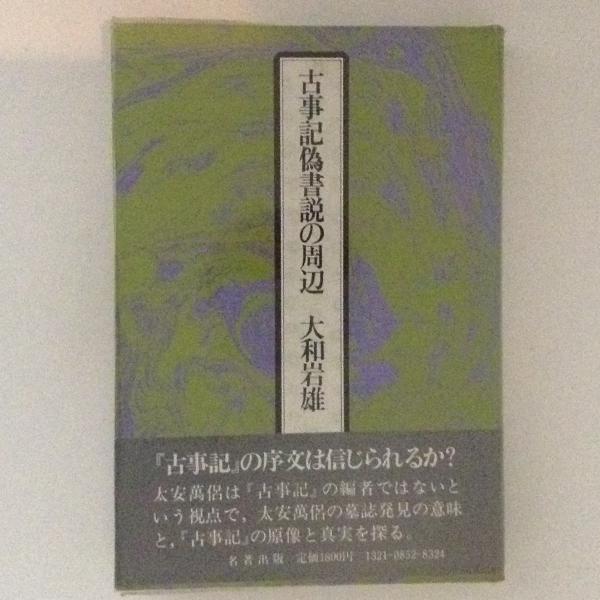 古事記偽書説の周辺 大和岩雄
『古事記』の序文は信じられるか?
太安萬侶は『古事記』の編者ではないと
いう視点で，太安萬侶の墓誌発見の意味
と，『古事記』の原像と真実を探る。
名著出版 定価1800円 1321-0852-8324